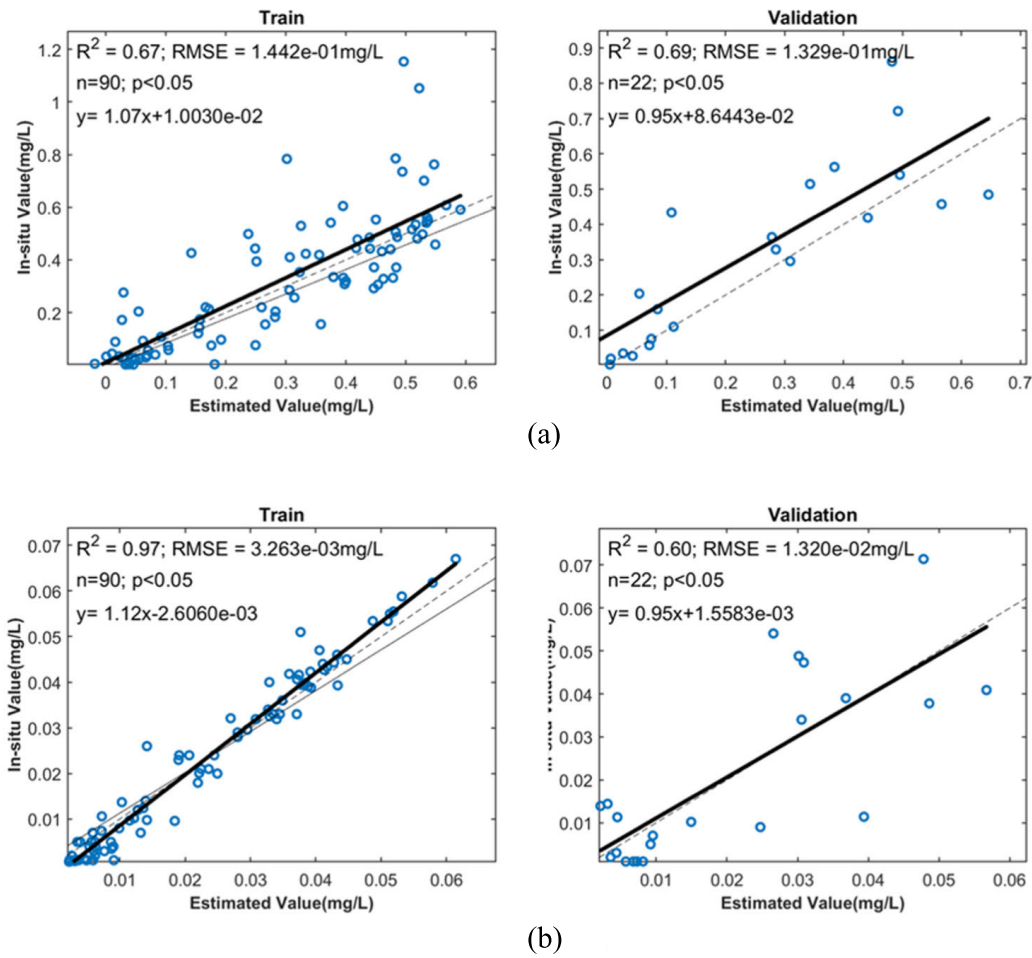 Train
R² = 0.67; RMSE = 1.442e-01mg/L
n=90; p<0.05
y= 1.07x+1.0030e-02
1.2
1
0.8
0.6
0.4
0.2
In-situ Value(mg/L)
0 0.1 0.2 0.3 0.4 0.5 0.6
Estimated Value(mg/L)
Validation
R² = 0.69; RMSE = 1.329e-01mg/L
n=22; p<0.05
y= 0.95x+8.6443e-02
0.9
0.8
0.7
0.6
0.5
0.4
0.3
0.2
0.1
In-situ Value(mg/L)
0 0.1 0.2 0.3 0.4 0.5 0.6 0.7
Estimated Value(mg/L)
(a)
Train
R² = 0.97; RMSE = 3.263e-03mg/L
n=90; p<0.05
y= 1.12x-2.6060e-03
0.07
0.06
0.05
0.04
0.03
0.02
0.01
In-situ Value(mg/L)
0.01 0.02 0.03 0.04 0.05 0.06
Estimated Value(mg/L)
Validation
R² = 0.60; RMSE = 1.320e-02mg/L
n=22; p<0.05
y= 0.95x+1.5583e-03
0.07
0.06
0.05
0.04
0.03
0.02
0.01
0.01 0.02 0.03 0.04 0.05 0.06
Estimated Value(mg/L)
(b)